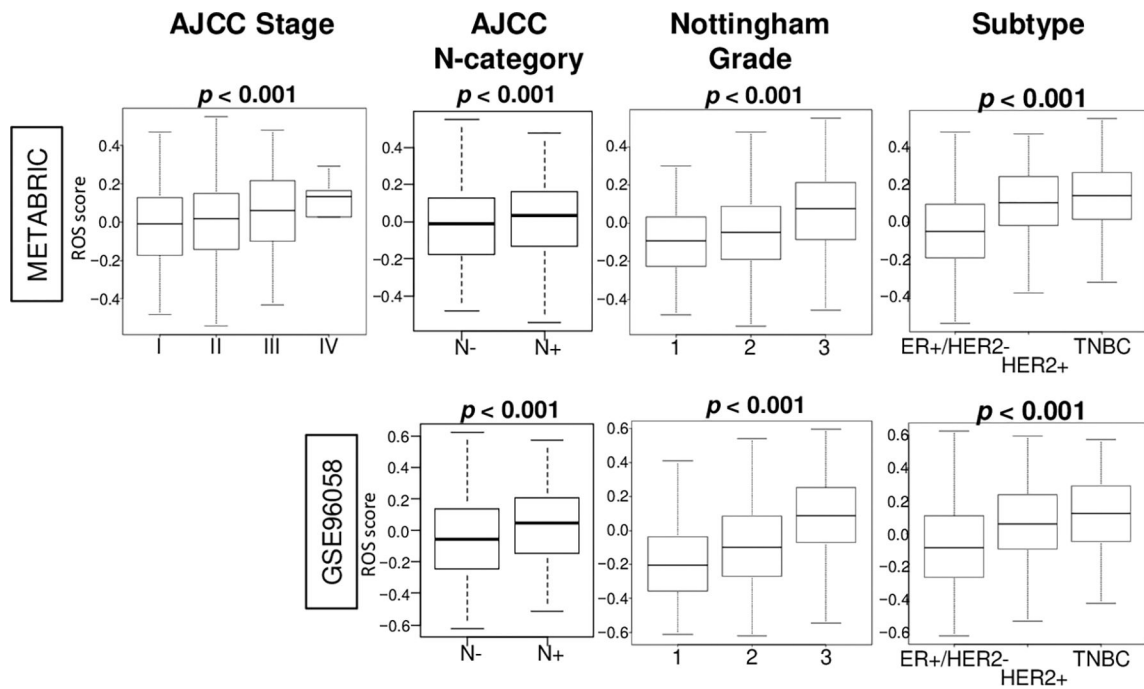 AJCC Stage
AJCC
N-category
Nottingham
Grade
Subtype
METABRIC
ROS score
p < 0.001
0.4
0.2
0.0
−0.2
−0.4
I II III IV
p < 0.001
0.4
0.2
0.0
−0.2
−0.4
N- N+
p < 0.001
0.4
0.2
0.0
−0.2
−0.4
1 2 3
p < 0.001
0.4
0.2
0.0
−0.2
−0.4
ER+/HER2- TNBC
HER2+
GSE96058
ROS score
p < 0.001
0.6
0.4
0.2
0.0
−0.2
−0.4
−0.6
N- N+
p < 0.001
0.6
0.4
0.2
0.0
−0.2
−0.4
−0.6
1 2 3
p < 0.001
0.6
0.4
0.2
0.0
−0.2
−0.4
−0.6
ER+/HER2- TNBC
HER2+